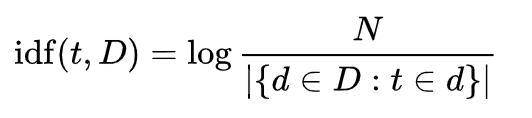 idf(t, D) = log N / |{d ∈ D : t ∈ d}|